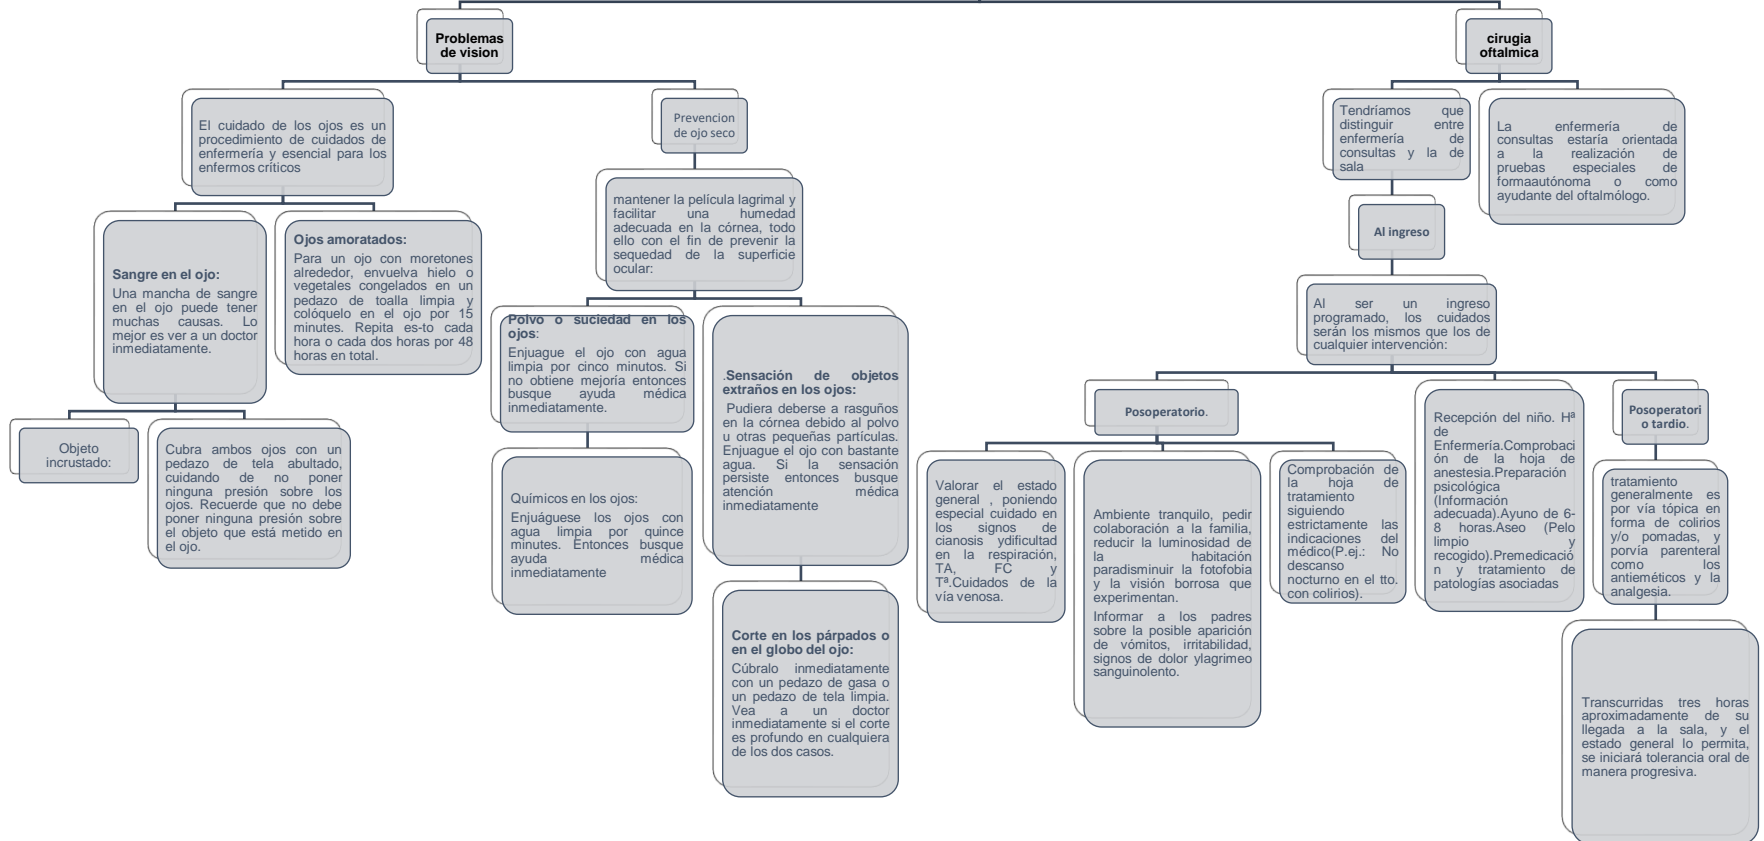 Problemas
de vision
cirugia
oftalmica
El cuidado de los ojos es un
procedimiento de cuidados de
enfermería y esencial para los
enfermos críticos
Prevencion
de ojo seco
Tendríamos que
distinguir entre
enfermería de
consultas y la de
sala
La enfermería de
consultas estaría orientada
a la realización de
pruebas especiales de
formaautónoma o como
ayudante del oftalmólogo.
mantener la película lagrimal y
facilitar una humedad
adecuada en la córnea, todo
ello con el fin de prevenir la
sequedad de la superficie
ocular:
Al ingreso
Sangre en el ojo:
Una mancha de sangre
en el ojo puede tener
muchas causas. Lo
mejor es ver a un doctor
inmediatamente.
Ojos amoratados:
Para un ojo con moretones
alrededor, envuelva hielo o
vegetales congelados en un
pedazo de toalla limpia y
colóquelo en el ojo por 15
minutes. Repita es-to cada
hora o cada dos horas por 48
horas en total.
Al ser un ingreso
programado, los cuidados
serán los mismos que los de
cualquier intervención:
Polvo o suciedad en los
ojos:
Enjuague el ojo con agua
limpia por cinco minutos. Si
no obtiene mejoría entonces
busque ayuda médica
inmediatamente.
.Sensación de objetos
extraños en los ojos:
Pudiera deberse a rasguños
en la córnea debido al polvo
u otras pequeñas partículas.
Enjuague el ojo con bastante
agua. Si la sensación
persiste entonces busque
atención médica
inmediatamente
Posoperatorio.
Recepción del niño. Hª
de
Enfermería.Comprobaci
ón de la hoja de
anestesia.Preparación
psicológica
(Información
adecuada).Ayuno de 6-
8 horas.Aseo (Pelo
limpio y
recogido).Premedicació
n y tratamiento de
patologías asociadas
Posoperatori
o tardio.
Objeto
incrustado:
Cubra ambos ojos con un
pedazo de tela abultado,
cuidando de no poner
ninguna presión sobre los
ojos. Recuerde que no debe
poner ninguna presión sobre
el objeto que está metido en
el ojo.
Químicos en los ojos:
Enjuáguese los ojos con
agua limpia por quince
minutes. Entonces busque
ayuda médica
inmediatamente
Valorar el estado
general , poniendo
especial cuidado en
los signos de
cianosis ydificultad
en la respiración,
TA, FC y
Tª.Cuidados de la
vía venosa.
Ambiente tranquilo, pedir
colaboración a la familia,
reducir la luminosidad de
la habitación
paradisminuir la fotofobia
y la visión borrosa que
experimentan.
Informar a los padres
sobre la posible aparición
de vómitos, irritabilidad,
signos de dolor ylagrimeo
sanguinolento.
Comprobación de
la hoja de
tratamiento
siguiendo
estrictamente las
indicaciones del
médico(P.ej.: No
descanso
nocturno en el tto.
con colirios).
tratamiento
generalmente es
por vía tópica en
forma de colirios
y/o pomadas, y
porvía parenteral
como los
antieméticos y la
analgesia.
Corte en los párpados o
en el globo del ojo:
Cúbralo inmediatamente
con un pedazo de gasa o
un pedazo de tela limpia.
Vea a un doctor
inmediatamente si el corte
es profundo en cualquiera
de los dos casos.
Transcurridas tres horas
aproximadamente de su
llegada a la sala, y el
estado general lo permita,
se iniciará tolerancia oral de
manera progresiva.